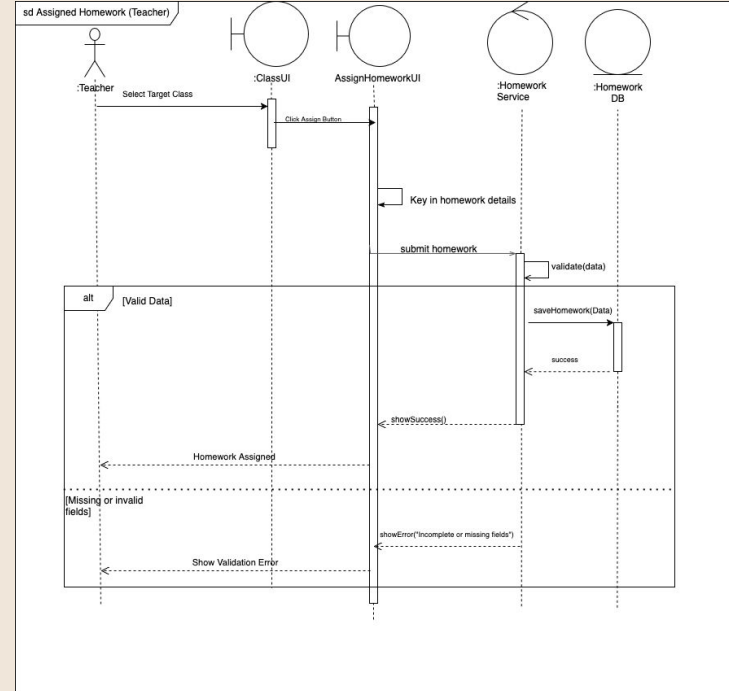 sd Assigned Homework (Teacher)
:Teacher
:ClassUI
AssignHomeworkUI
:Homework
Service
:Homework
DB
Select Target Class
Click Assign Button
Key in homework details
submit homework
validate(data)
alt
[Valid Data]
saveHomework(Data)
success
showSuccess()
Homework Assigned
[Missing or invalid
fields]
showError("Incomplete or missing fields")
Show Validation Error